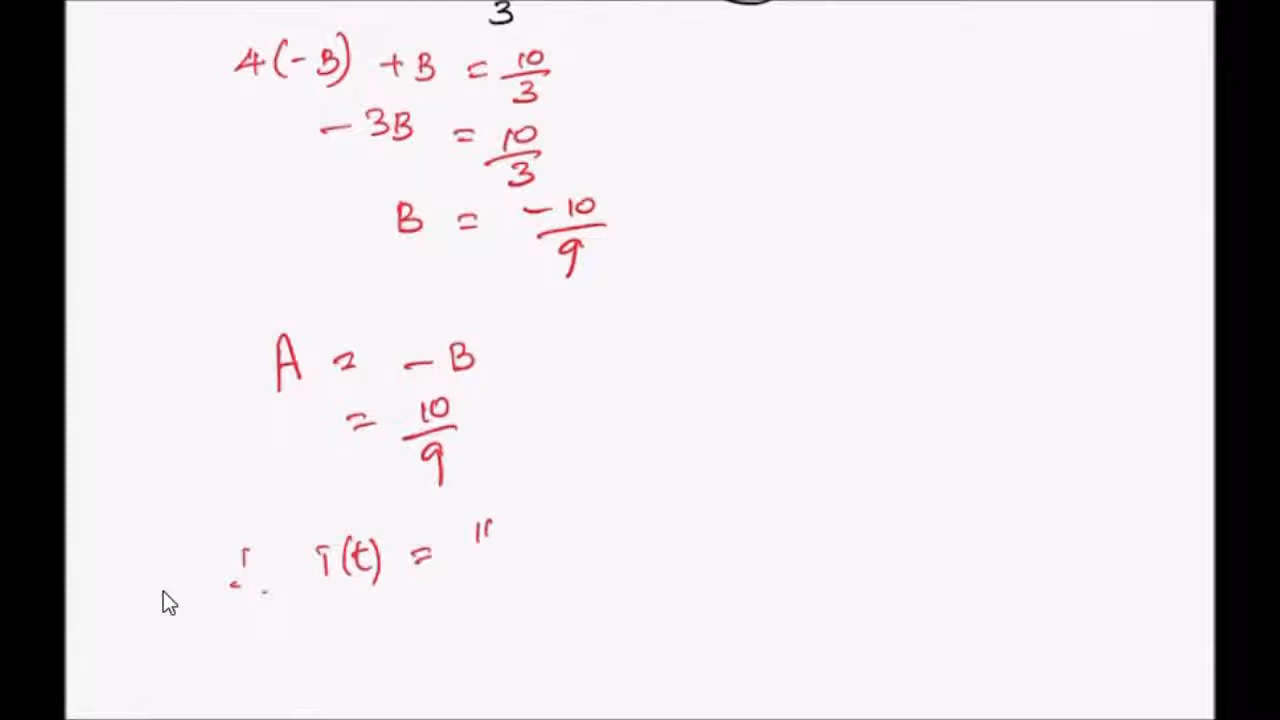 3
4(-B) + B = 10/3
-3B = 10/3
B = -10/9
A = -B
= 10/9
∴ i(t) =